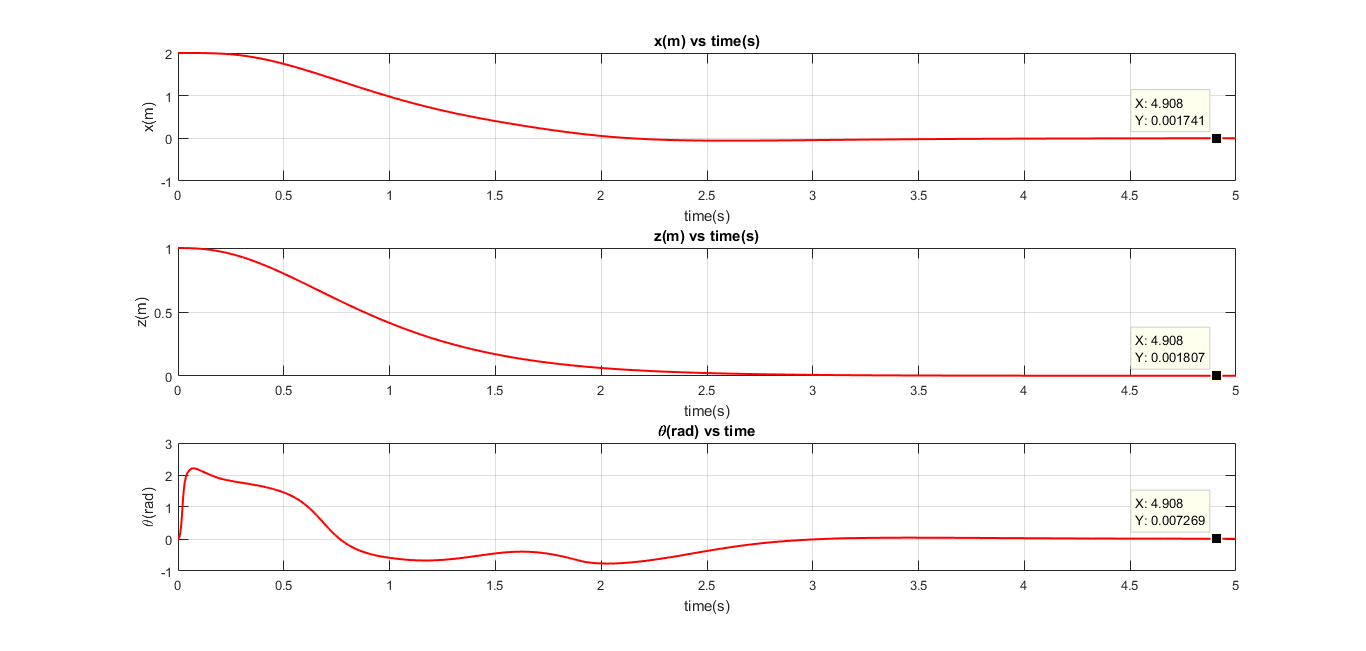 x(m) vs time(s)
2
1
0
-1
x(m)
X: 4.908
Y: 0.001741
0 0.5 1 1.5 2 2.5 3 3.5 4 4.5 5
time(s)
z(m) vs time(s)
1
0.5
0
z(m)
X: 4.908
Y: 0.001807
0 0.5 1 1.5 2 2.5 3 3.5 4 4.5 5
time(s)
θ(rad) vs time
3
2
1
0
-1
θ(rad)
X: 4.908
Y: 0.007269
0 0.5 1 1.5 2 2.5 3 3.5 4 4.5 5
time(s)